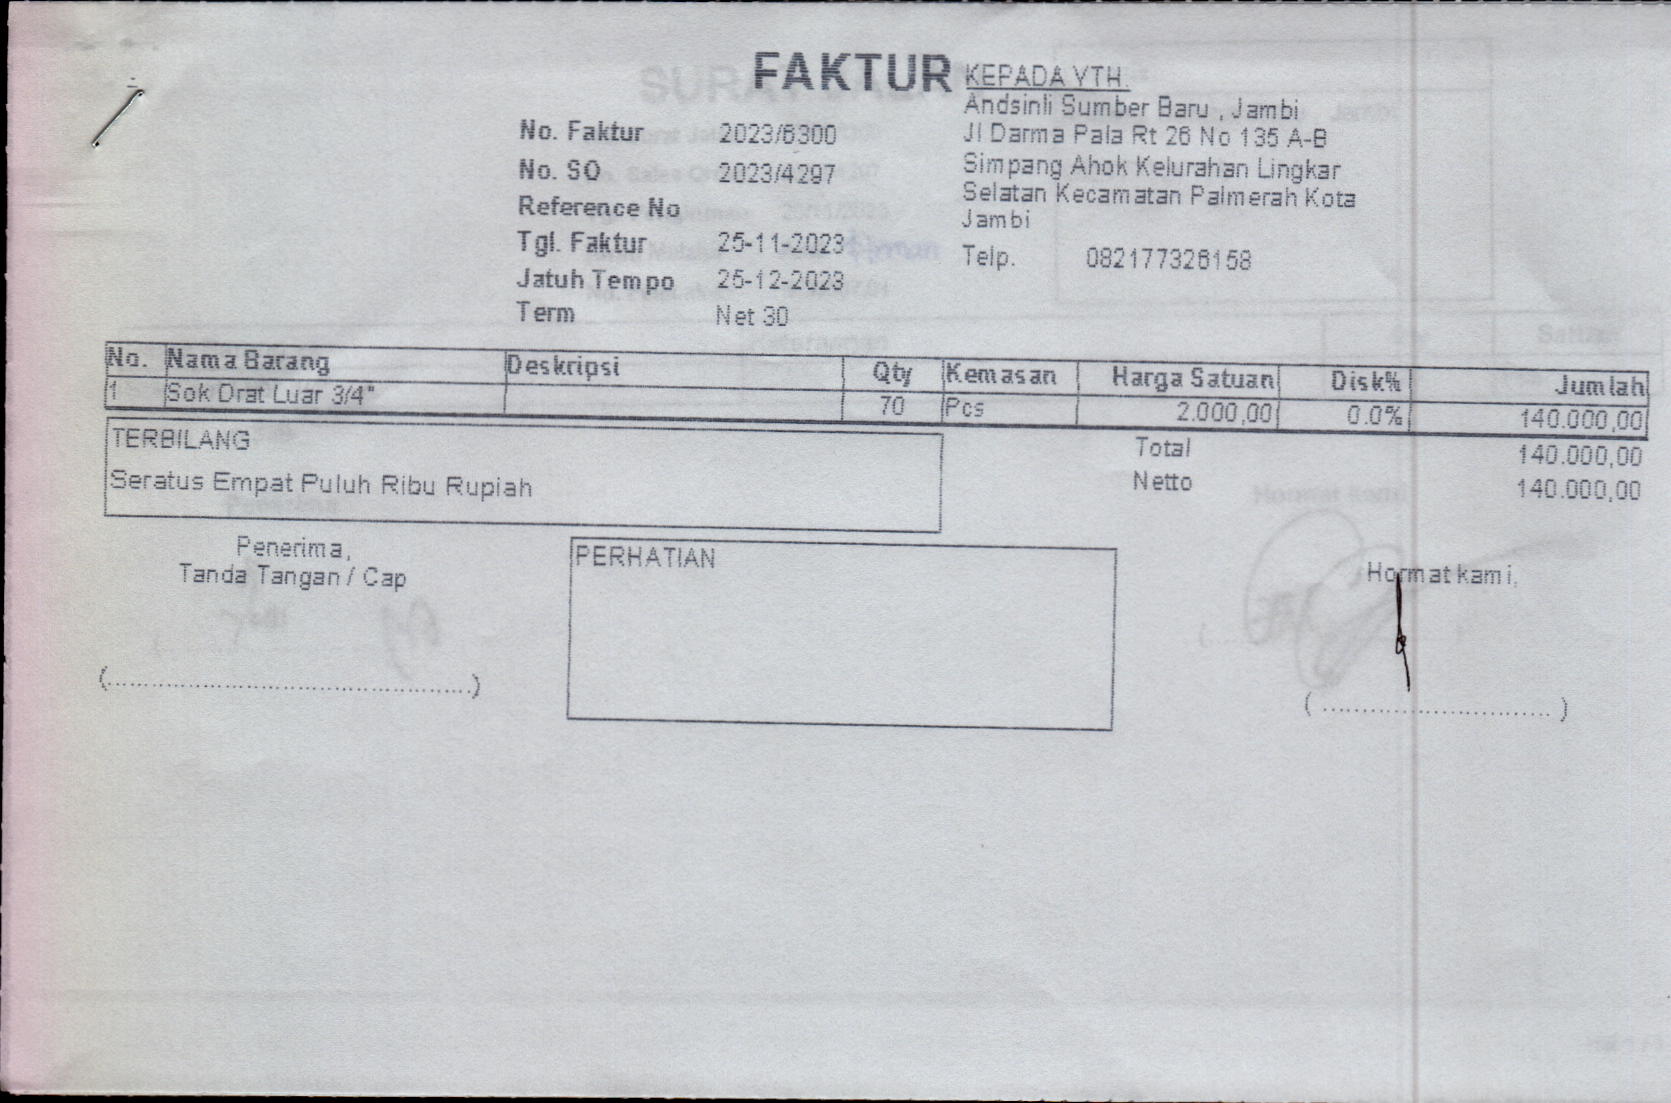 FAKTUR
No. Faktur 2023/6300
No. SO 2023/4297
Reference No
Tgl. Faktur 25-11-2023
Jatuh Tempo 25-12-2023
Term Net 30
KEPADA YTH.
Andsinli Sumber Baru , Jambi
Jl Darma Pala Rt 26 No 135 A-B
Simpang Ahok Kelurahan Lingkar
Selatan Kecamatan Palmerah Kota
Jambi
Telp. 082177326158
No. Nama Barang Deskripsi Qty Kemasan Harga Satuan Disk% Jumlah
1 Sok Drat Luar 3/4" 70 Pcs 2.000,00 0.0% 140.000,00
Total 140.000,00
Netto 140.000,00
TERBILANG
Seratus Empat Puluh Ribu Rupiah
Penerima,
Tanda Tangan / Cap
(..............................................)
PERHATIAN
Hormat kami,
( ............................. )